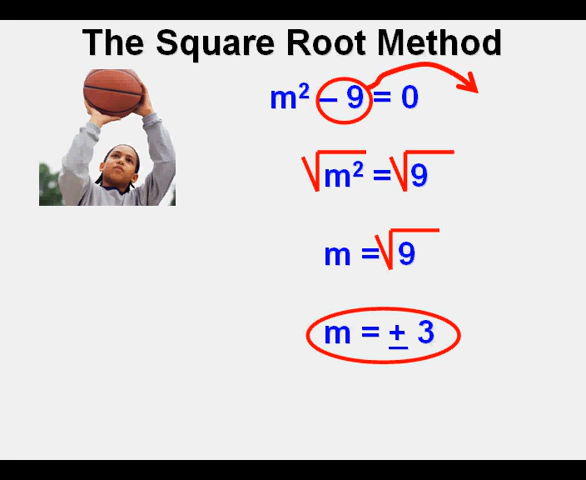 The Square Root Method
m² – 9 = 0
√m² = √9
m = √9
m = ± 3